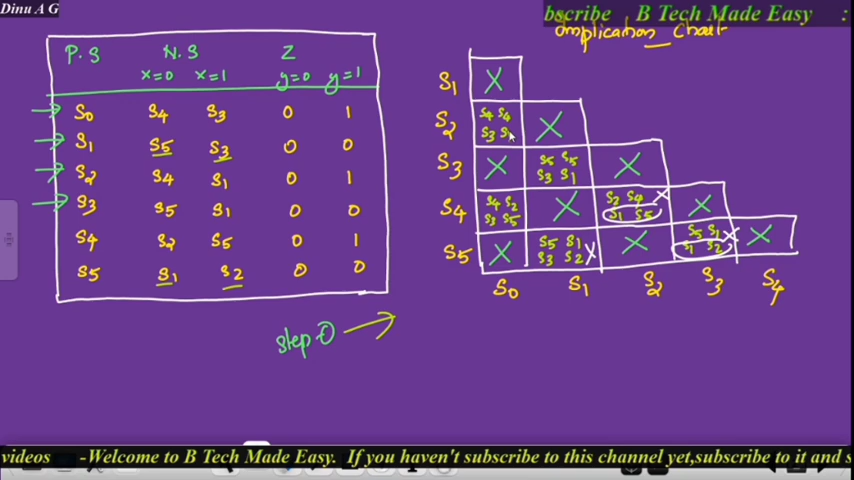 Dinu A G
bscribe B Tech Made Easy :
Implication Chart
P.S N.S Z
x=0 x=1 y=0 y=1
S0 S4 S3 0 1
S1 S5 S3 0 0
S2 S4 S1 0 1
S3 S5 S1 0 0
S4 S2 S5 0 1
S5 S1 S2 0 0
step-0
S1 X
S2 S4 S4 X
S3 S1
S3 X S5 S5 X
S3 S1
S4 S4 S2 X S2 S4 X X
S3 S5 S1 S5
S5 X S5 S1 X X S5 S1 X X
S3 S2 S1 S2
S0 S1 S2 S3 S4
videos -Welcome to B Tech Made Easy. If you haven't subscribe to this channel yet,subscribe to it and s